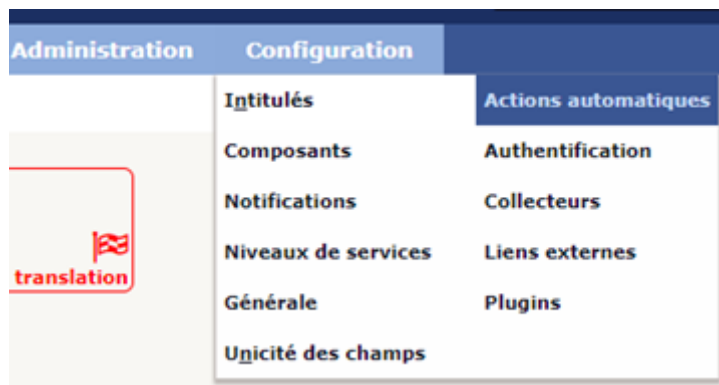 Administration Configuration
Intitulés Actions automatiques
Composants Authentification
Notifications Collecteurs
Niveaux de services Liens externes
translation
Générale Plugins
Unicité des champs